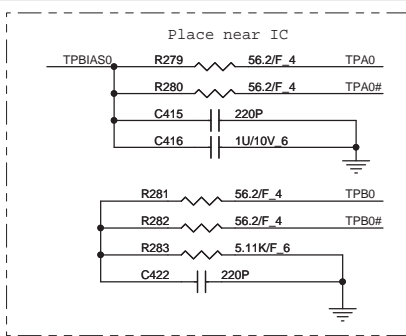 Place near IC
TPBIAS0 R279 56.2/F_4 TPA0
R280 56.2/F_4 TPA0#
C415 220P
C416 1U/10V_6
R281 56.2/F_4 TPB0
R282 56.2/F_4 TPB0#
R283 5.11K/F_6
C422 220P